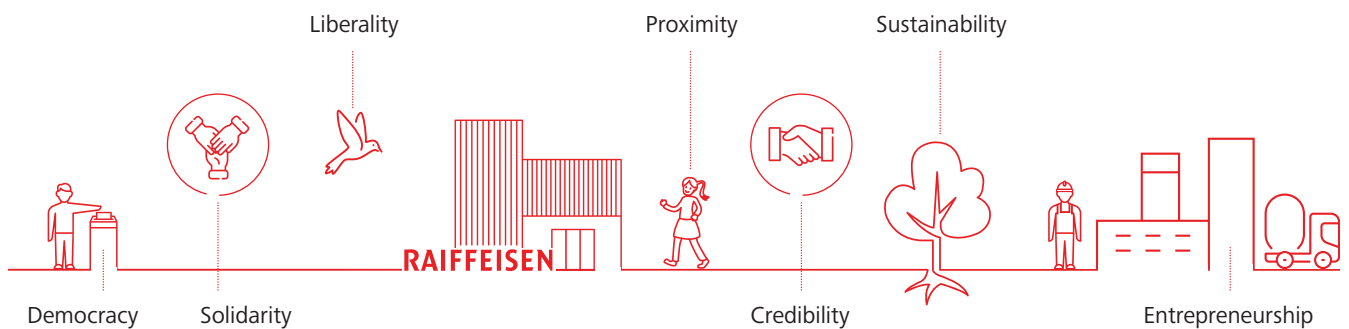 Liberality
Proximity
Sustainability
RAIFFEISEN
Democracy
Solidarity
Credibility
Entrepreneurship